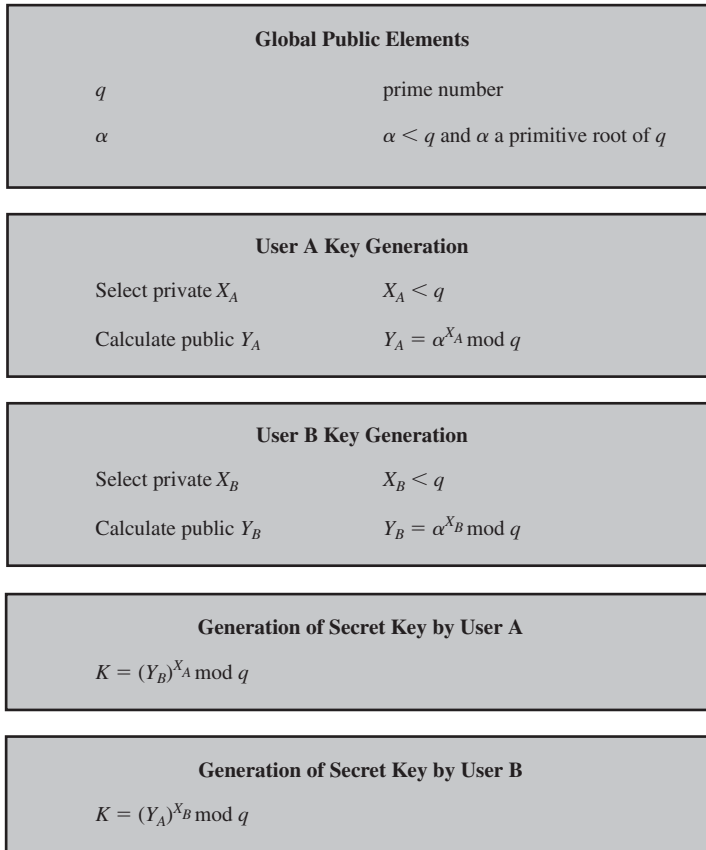 Global Public Elements
q prime number
α α < q and α a primitive root of q
User A Key Generation
Select private X_A X_A < q
Calculate public Y_A Y_A = α^{X_A} mod q
User B Key Generation
Select private X_B X_B < q
Calculate public Y_B Y_B = α^{X_B} mod q
Generation of Secret Key by User A
K = (Y_B)^{X_A} mod q
Generation of Secret Key by User B
K = (Y_A)^{X_B} mod q